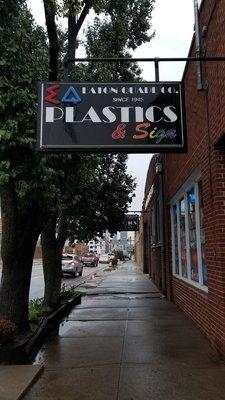 EATON QUADE CO.
SINCE 1945
PLASTICS
& Sign